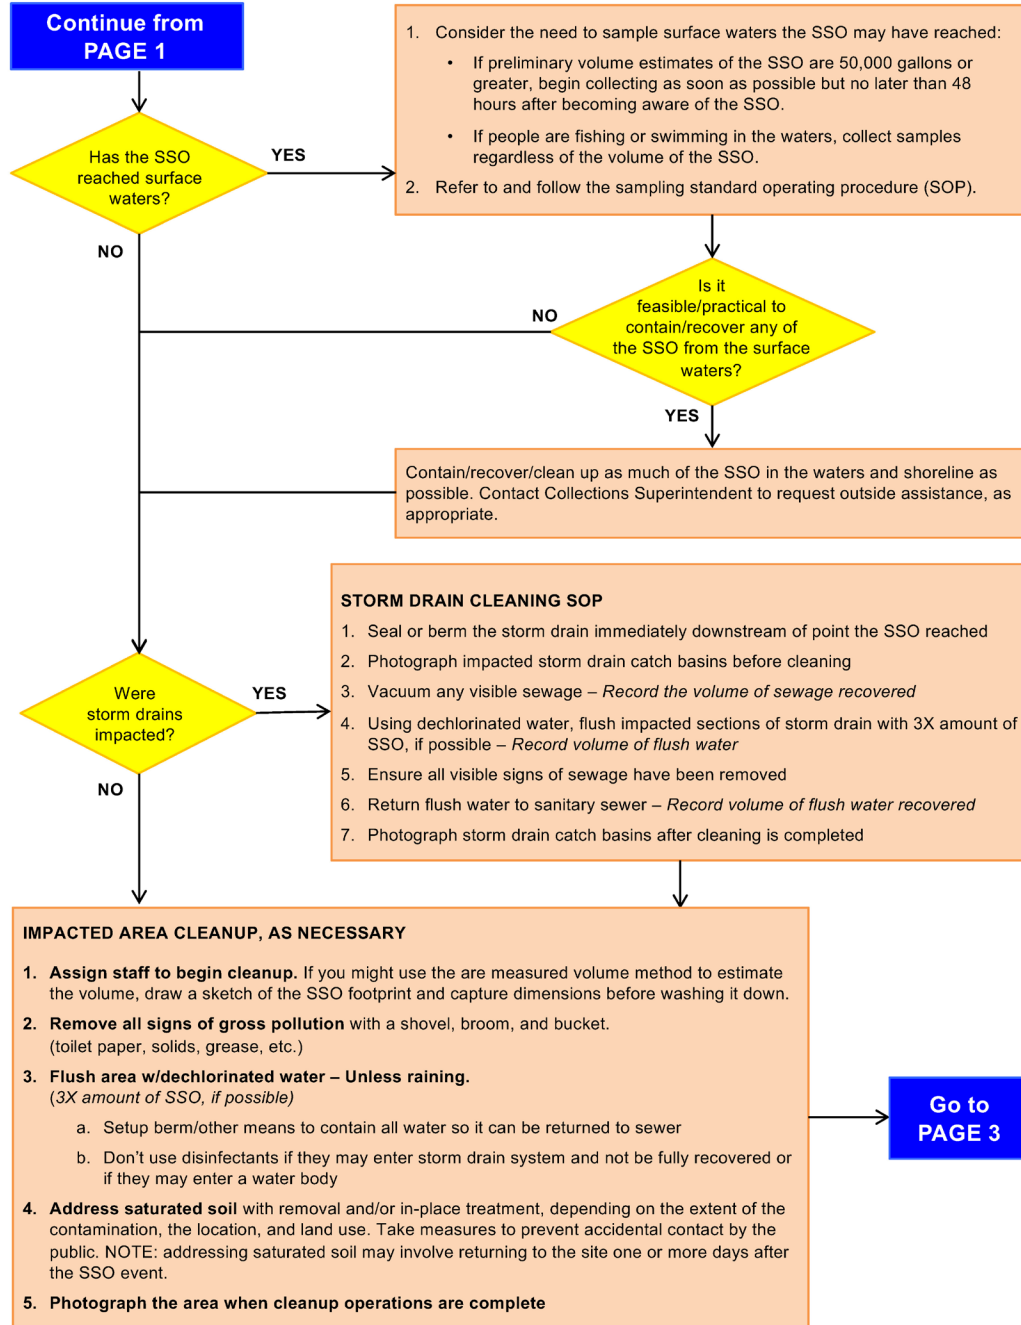 Continue from
PAGE 1
1. Consider the need to sample surface waters the SSO may have reached:
• If preliminary volume estimates of the SSO are 50,000 gallons or
greater, begin collecting as soon as possible but no later than 48
hours after becoming aware of the SSO.
• If people are fishing or swimming in the waters, collect samples
regardless of the volume of the SSO.
2. Refer to and follow the sampling standard operating procedure (SOP).
Has the SSO
reached surface
waters?
YES
NO
Is it
feasible/practical to
contain/recover any of
the SSO from the surface
waters?
NO
YES
Contain/recover/clean up as much of the SSO in the waters and shoreline as
possible. Contact Collections Superintendent to request outside assistance, as
appropriate.
Were
storm drains
impacted?
YES
NO
STORM DRAIN CLEANING SOP
1. Seal or berm the storm drain immediately downstream of point the SSO reached
2. Photograph impacted storm drain catch basins before cleaning
3. Vacuum any visible sewage – Record the volume of sewage recovered
4. Using dechlorinated water, flush impacted sections of storm drain with 3X amount of
SSO, if possible – Record volume of flush water
5. Ensure all visible signs of sewage have been removed
6. Return flush water to sanitary sewer – Record volume of flush water recovered
7. Photograph storm drain catch basins after cleaning is completed
IMPACTED AREA CLEANUP, AS NECESSARY
1. Assign staff to begin cleanup. If you might use the are measured volume method to estimate
the volume, draw a sketch of the SSO footprint and capture dimensions before washing it down.
2. Remove all signs of gross pollution with a shovel, broom, and bucket.
(toilet paper, solids, grease, etc.)
3. Flush area w/dechlorinated water – Unless raining.
(3X amount of SSO, if possible)
a. Setup berm/other means to contain all water so it can be returned to sewer
b. Don't use disinfectants if they may enter storm drain system and not be fully recovered or
if they may enter a water body
4. Address saturated soil with removal and/or in-place treatment, depending on the extent of the
contamination, the location, and land use. Take measures to prevent accidental contact by the
public. NOTE: addressing saturated soil may involve returning to the site one or more days after
the SSO event.
5. Photograph the area when cleanup operations are complete
Go to
PAGE 3